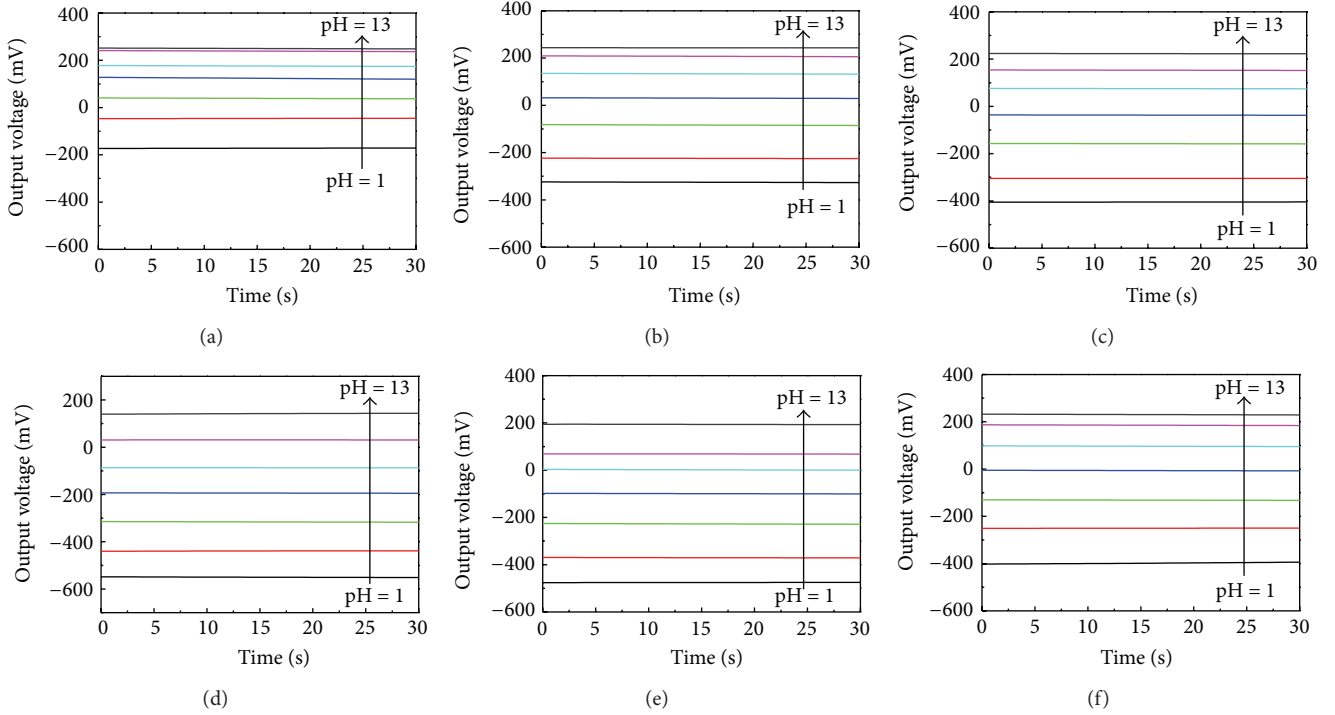 400
200
0
−200
−400
−600
Output voltage (mV)
pH = 13
pH = 1
0 5 10 15 20 25 30
Time (s)
(a)
400
200
0
−200
−400
−600
Output voltage (mV)
pH = 13
pH = 1
0 5 10 15 20 25 30
Time (s)
(b)
400
200
0
−200
−400
−600
Output voltage (mV)
pH = 13
pH = 1
0 5 10 15 20 25 30
Time (s)
(c)
200
0
−200
−400
−600
Output voltage (mV)
pH = 13
pH = 1
0 5 10 15 20 25 30
Time (s)
(d)
400
200
0
−200
−400
−600
Output voltage (mV)
pH = 13
pH = 1
0 5 10 15 20 25 30
Time (s)
(e)
400
200
0
−200
−400
−600
Output voltage (mV)
pH = 13
pH = 1
0 5 10 15 20 25 30
Time (s)
(f)